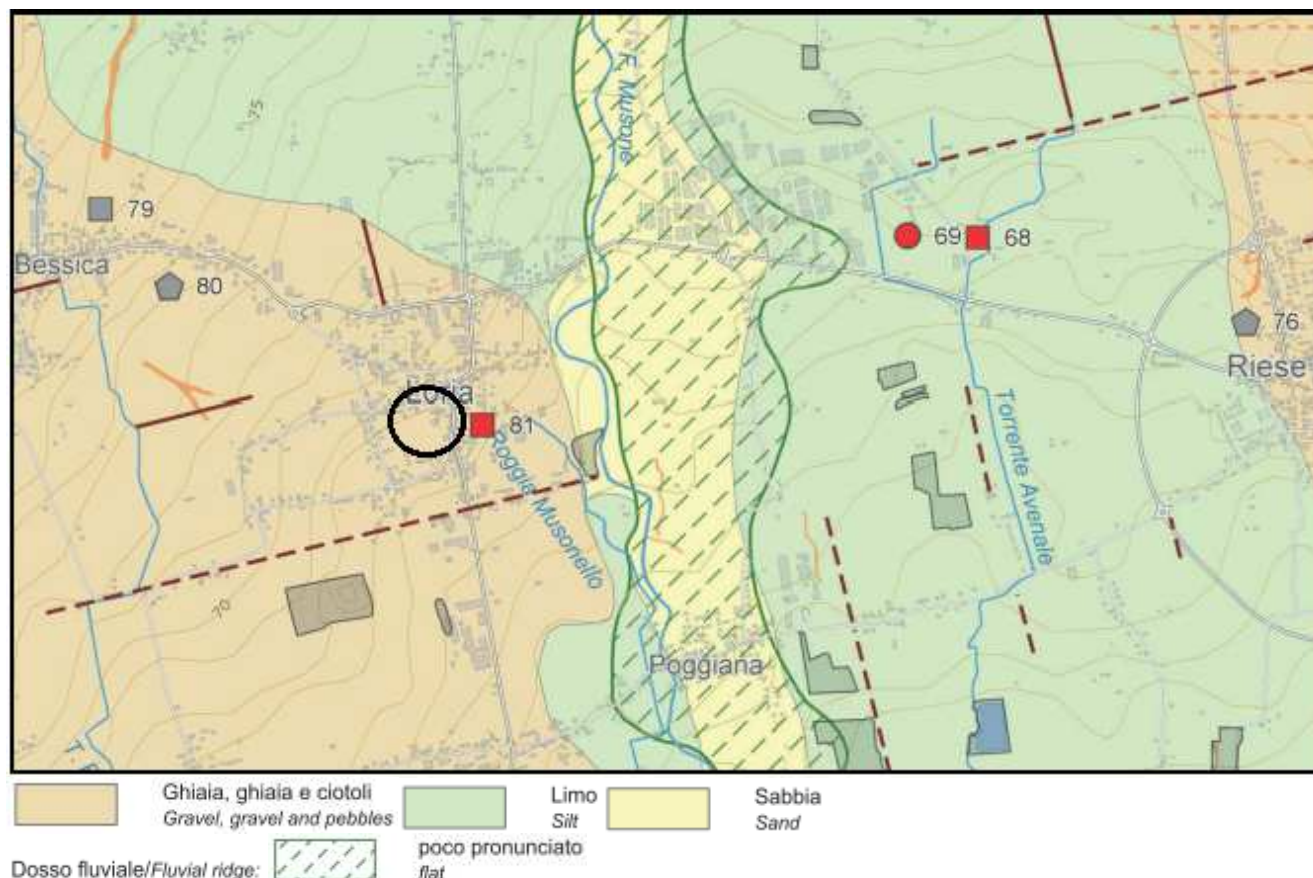 75
F. Musone
79
69
68
Bessica
80
76
Riese
Loria
81
Roggia Musonello
Torrente Avenale
70
Poggiana
Ghiaia, ghiaia e ciotoli
Gravel, gravel and pebbles
Limo
Silt
Sabbia
Sand
Dosso fluviale/Fluvial ridge:
poco pronunciato
flat